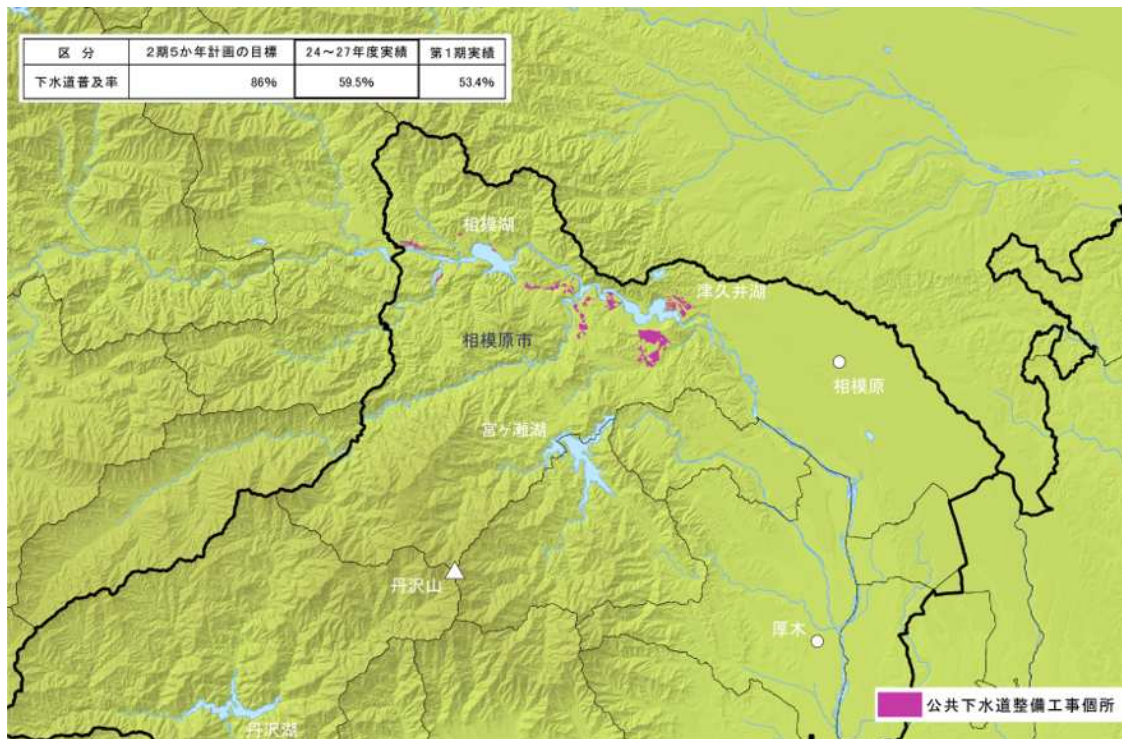 区分 2期5か年計画の目標 24～27年度実績 第1期実績
下水道普及率 86% 59.5% 53.4%
相模湖
津久井湖
相模原市
相模原
宮ヶ瀬湖
丹沢山
厚木
公共下水道整備工事個所
丹沢湖